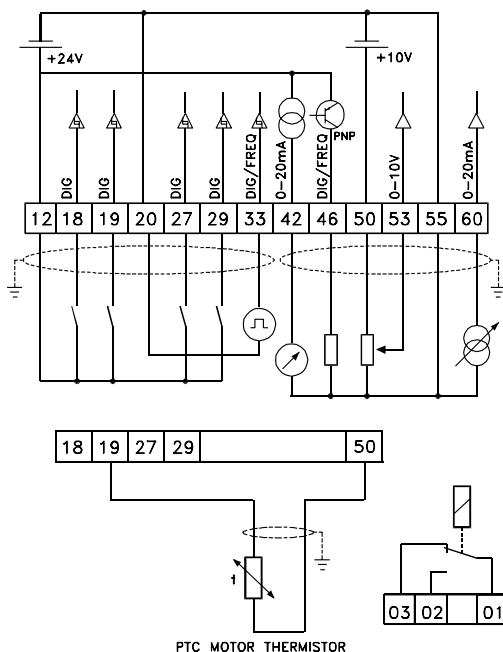 +24V
+10V
PNP
DIG
DIG
DIG
DIG
DIG/FREQ
0-20mA
DIG/FREQ
0-10V
0-20mA
12 18 19 20 27 29 33 42 46 50 53 55 60
18 19 27 29 50
03 02 01
PTC MOTOR THERMISTOR